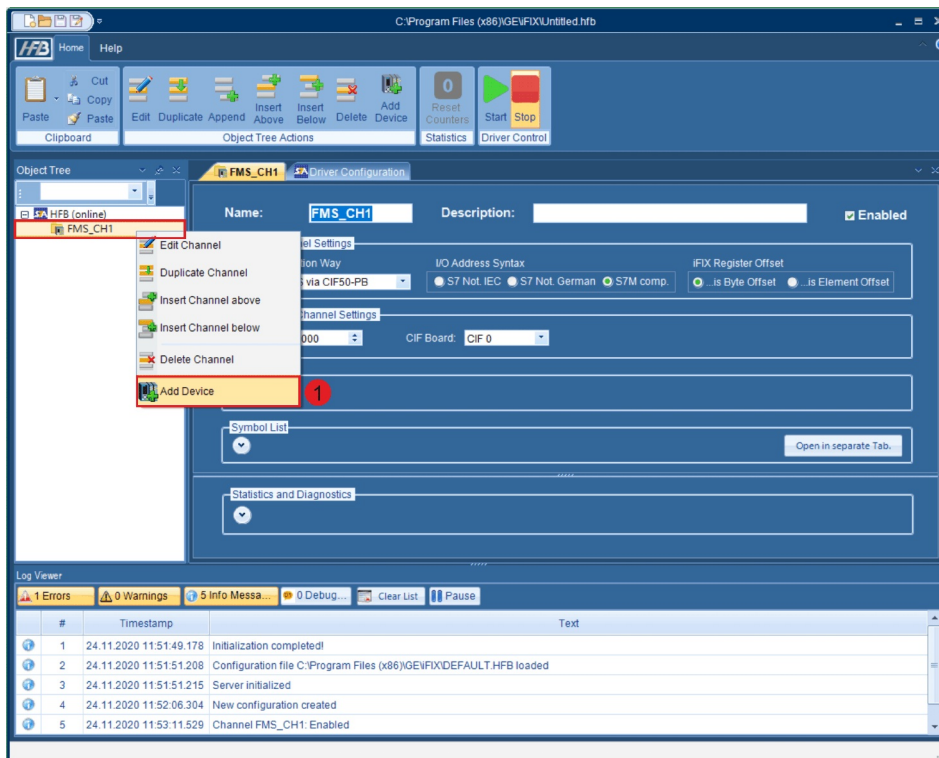 C:\Program Files (x86)\GE\iFIX\Untitled.hfb
HFB Home Help
Paste
Cut
Copy
Paste
Edit Duplicate Append Insert Above Insert Below Delete Add Device
0
Reset Counters
Start Stop
Clipboard Object Tree Actions Statistics Driver Control
Object Tree
HFB (online)
FMS_CH1
FMS_CH1 Driver Configuration
Name: FMS_CH1 Description: Enabled
Edit Channel
Duplicate Channel
Insert Channel above
Insert Channel below
Delete Channel
Add Device
1
nel Settings
tion Way I/O Address Syntax iFIX Register Offset
via CIF50-PB S7 Not. IEC S7 Not. German S7M comp. ...is Byte Offset ...is Element Offset
Channel Settings
000 CIF Board: CIF 0
Symbol List
Open in separate Tab.
Statistics and Diagnostics
Log Viewer
1 Errors 0 Warnings 5 Info Messa... 0 Debug... Clear List Pause
# Timestamp Text
1 24.11.2020 11:51:49.178 Initialization completed!
2 24.11.2020 11:51:51.208 Configuration file C:\Program Files (x86)\GE\iFIX\DEFAULT.HFB loaded
3 24.11.2020 11:51:51.215 Server initialized
4 24.11.2020 11:52:06.304 New configuration created
5 24.11.2020 11:53:11.529 Channel FMS_CH1: Enabled